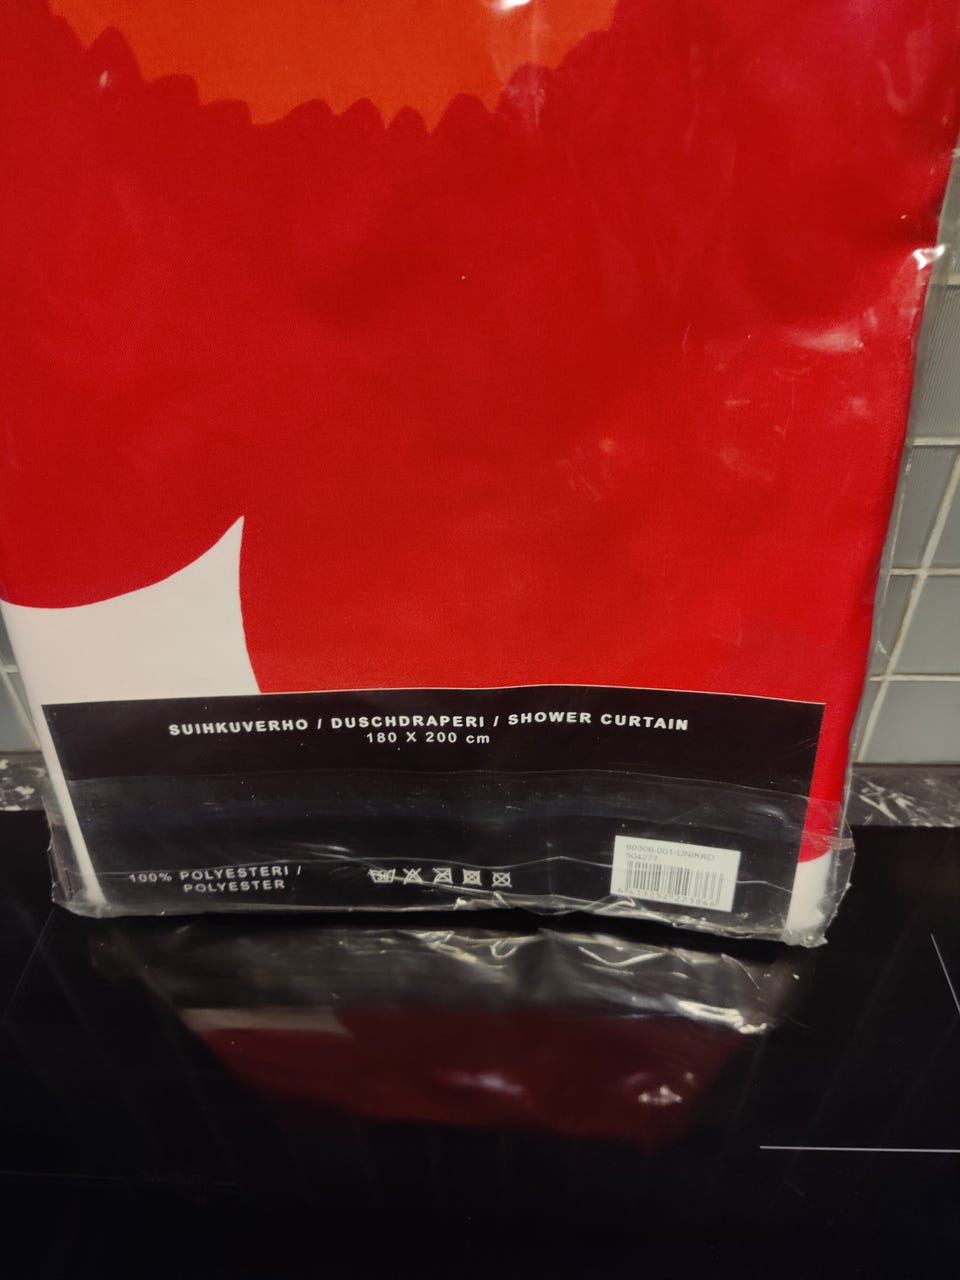 SUIHKUVERHO / DUSCHDRAPERI / SHOWER CURTAIN
180 X 200 cm
100% POLYESTERI /
POLYESTER
60306-001-UNIKKO
504277